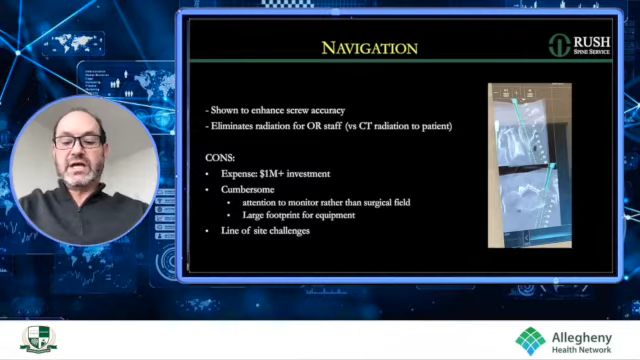 NAVIGATION
RUSH
SPINE SERVICE
- Shown to enhance screw accuracy
- Eliminates radiation for OR staff (vs CT radiation to patient)
CONS:
• Expense: $1M+ investment
• Cumbersome
• attention to monitor rather than surgical field
• Large footprint for equipment
• Line of site challenges
Allegheny
Health Network